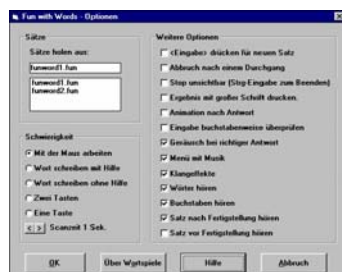 Fun with Words - Optionen
Sätze
Sätze holen aus:
funword1.fun
funword1.fun
funword2.fun
Schwierigkeit
Mit der Maus arbeiten
Wort schreiben mit Hilfe
Wort schreiben ohne Hilfe
Zwei Tasten
Eine Taste
< > Scanzeit 1 Sek.
Weitere Optionen
<Eingabe> drücken für neuen Satz
Abbruch nach einem Durchgang
Stop unsichtbar (Strg-Eingabe zum Beenden)
Ergebnis mit großer Schrift drucken.
Animation nach Antwort
Eingabe buchstabenweise überprüfen
Geräusch bei richtiger Antwort
Menü mit Musik
Klangeffekte
Wörter hören
Buchstaben hören
Satz nach Fertigstellung hören
Satz vor Fertigstellung hören
OK
Über Wortspiele
Hilfe
Abbruch